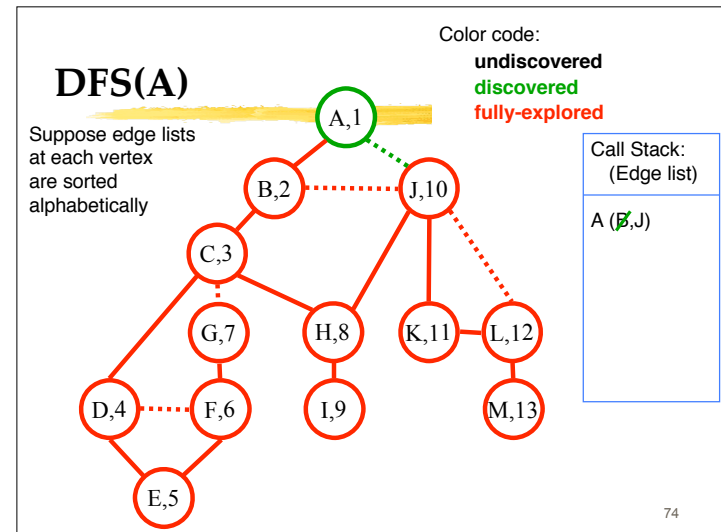 Color code:
undiscovered
discovered
fully-explored
DFS(A)
Suppose edge lists
at each vertex
are sorted
alphabetically
A,1
B,2
J,10
C,3
G,7
H,8
K,11
L,12
D,4
F,6
I,9
M,13
E,5
Call Stack:
(Edge list)
A (B,J)
74